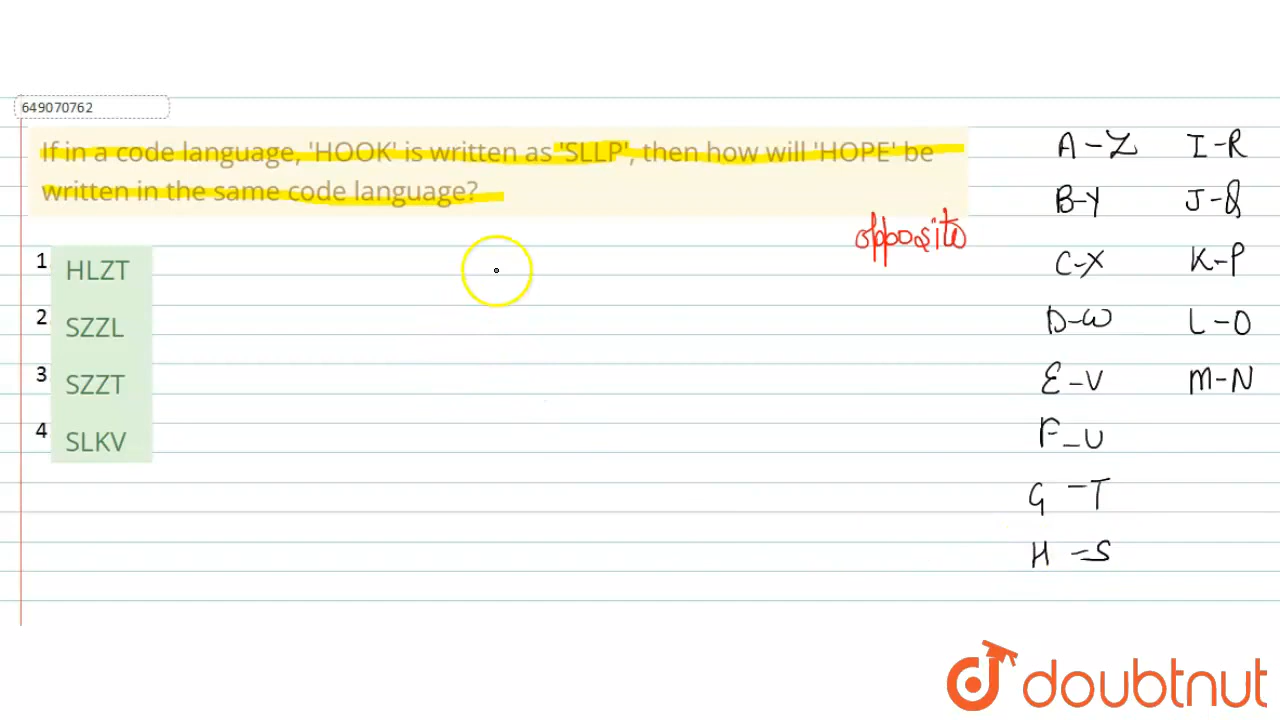 649070762
If in a code language, 'HOOK' is written as 'SLLP', then how will 'HOPE' be
written in the same code language?
opposite
1
HLZT
2
SZZL
3
SZZT
4
SLKV
A - Z
B - Y
C - X
D - W
E - V
F - U
G - T
H = S
I - R
J - Q
K - P
L - O
M - N
doubtnut